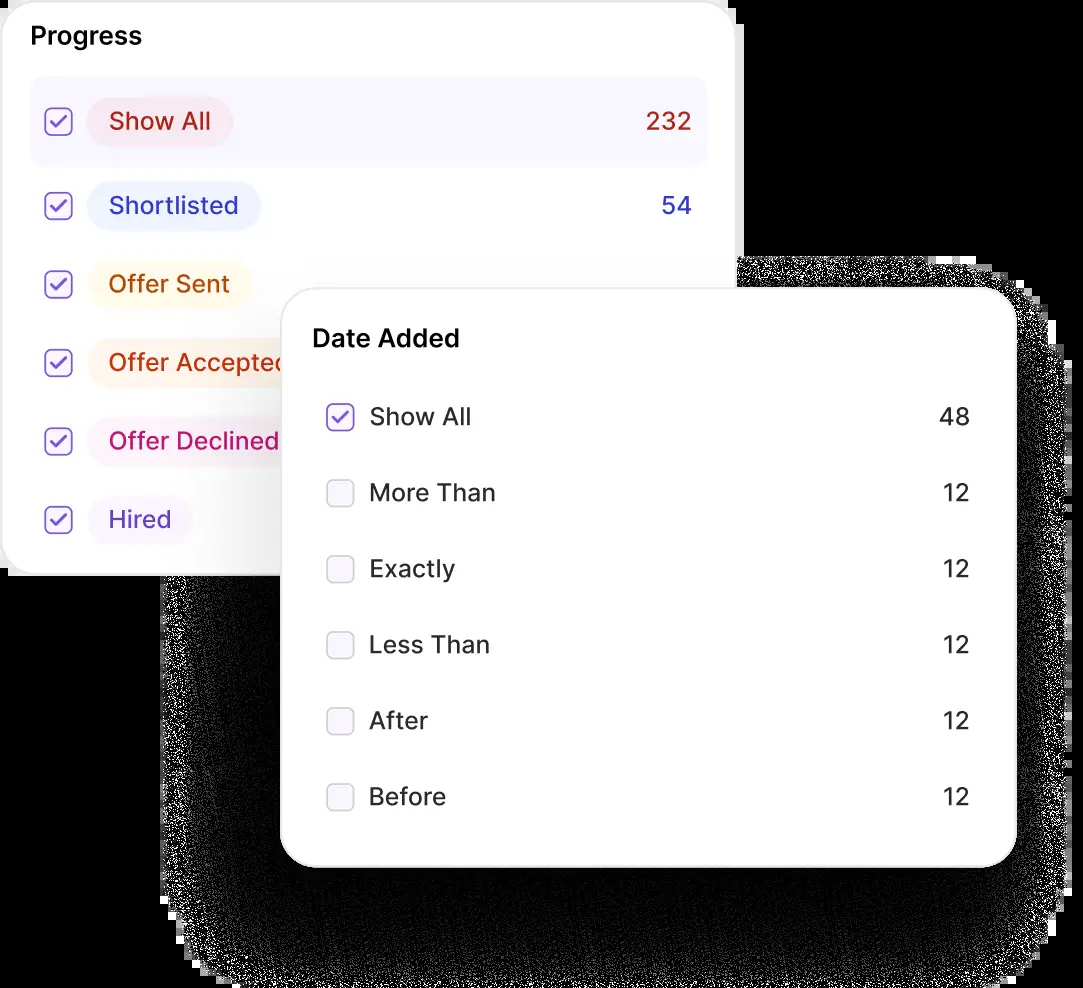 Progress
Show All 232
Shortlisted 54
Offer Sent
Offer Accepted
Offer Declined
Hired
Date Added
Show All 48
More Than 12
Exactly 12
Less Than 12
After 12
Before 12